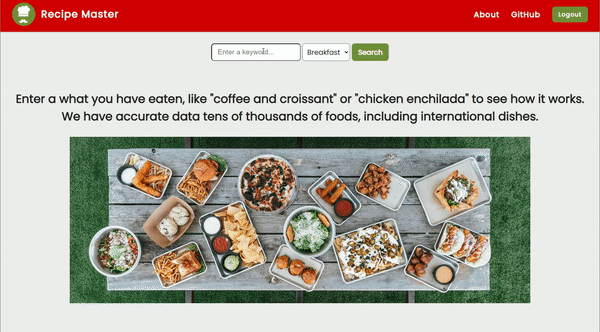 Recipe Master
About GitHub Logout
Enter a keyword... Breakfast Search
Enter a what you have eaten, like "coffee and croissant" or "chicken enchilada" to see how it works.
We have accurate data tens of thousands of foods, including international dishes.